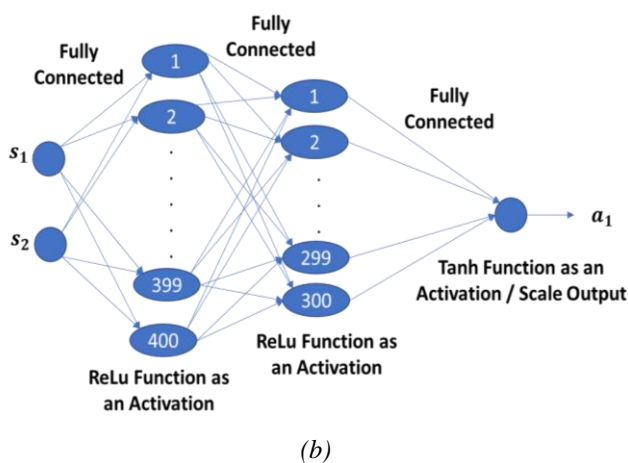 Fully
Connected
Fully
Connected
Fully
Connected
s₁
s₂
1
2
399
400
1
2
299
300
a₁
ReLu Function as
an Activation
ReLu Function as
an Activation
Tanh Function as an
Activation / Scale Output
(b)